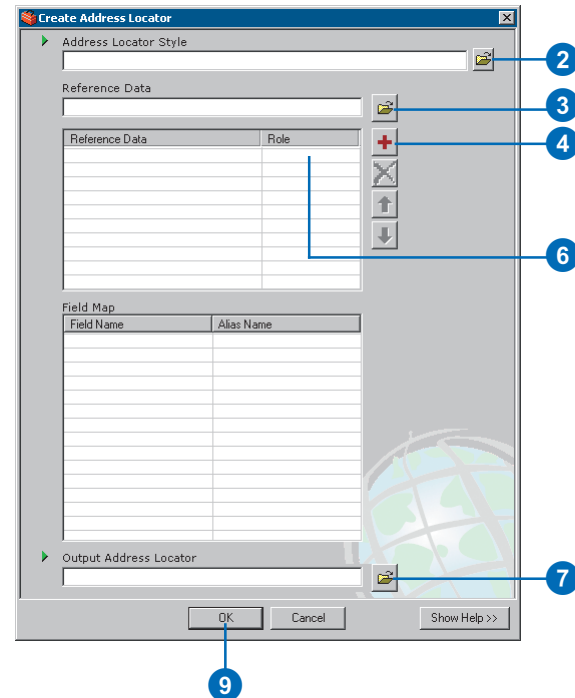 Create Address Locator
Address Locator Style
2
Reference Data
3
Reference Data Role
4
6
Field Map
Field Name Alias Name
Output Address Locator
7
OK Cancel Show Help >>
9